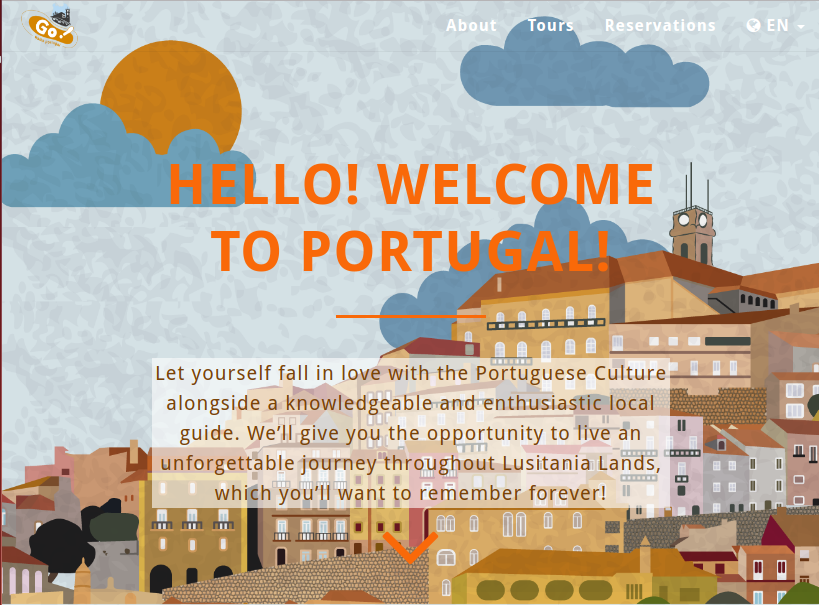 Go!
About Tours Reservations EN
HELLO! WELCOME
TO PORTUGAL!
Let yourself fall in love with the Portuguese Culture
alongside a knowledgeable and enthusiastic local
guide. We'll give you the opportunity to live an
unforgettable journey throughout Lusitania Lands,
which you'll want to remember forever!